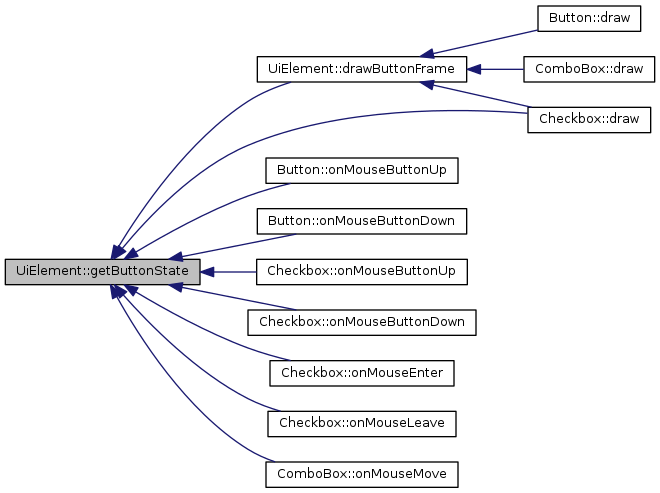 Button::draw
UiElement::drawButtonFrame
ComboBox::draw
Checkbox::draw
Button::onMouseButtonUp
Button::onMouseButtonDown
UiElement::getButtonState
Checkbox::onMouseButtonUp
Checkbox::onMouseButtonDown
Checkbox::onMouseEnter
Checkbox::onMouseLeave
ComboBox::onMouseMove